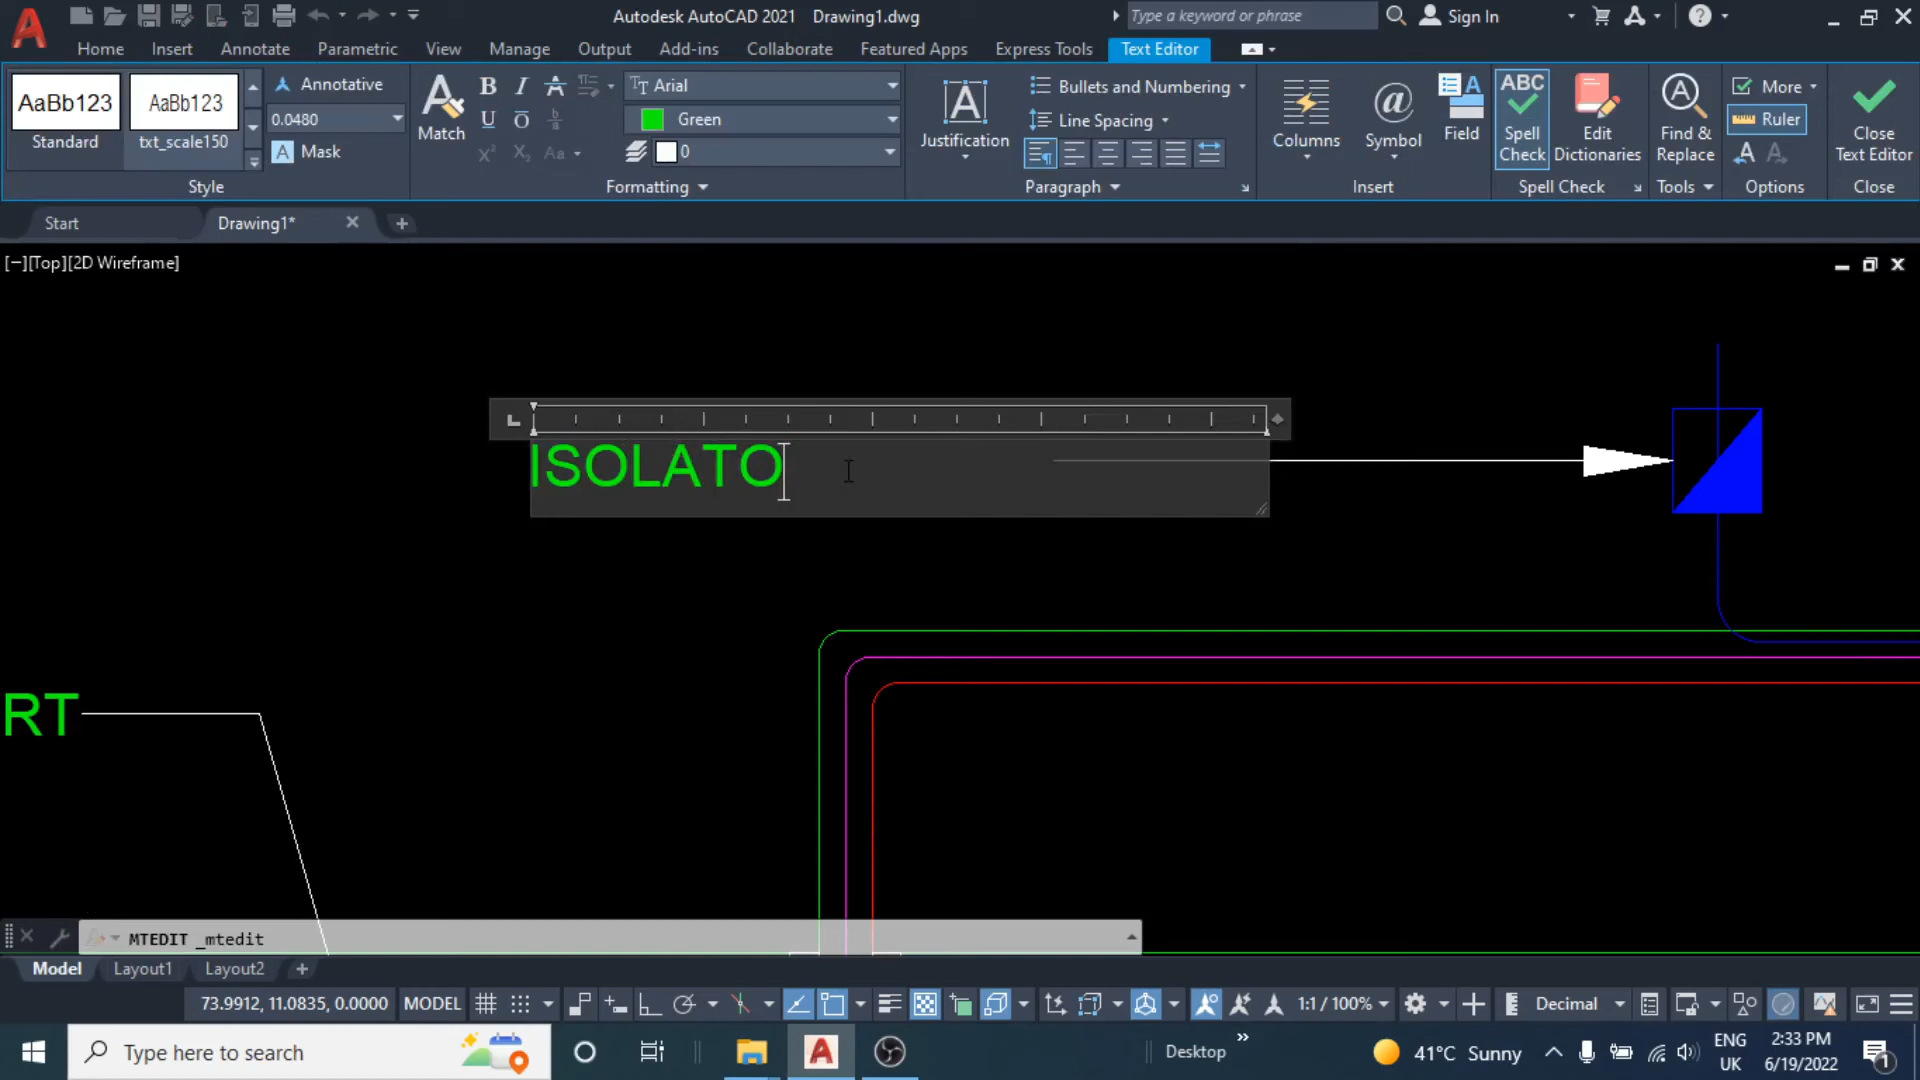 Autodesk AutoCAD 2021 Drawing1.dwg
Type a keyword or phrase
Sign In
Home Insert Annotate Parametric View Manage Output Add-ins Collaborate Featured Apps Express Tools Text Editor
AaBb123
Standard
AaBb123
txt_scale150
Annotative
0.0480
Mask
Style
Match
Arial
Green
0
Formatting
Justification
Bullets and Numbering
Line Spacing
Paragraph
Columns
Symbol
Field
Insert
ABC
Spell
Check
Edit
Dictionaries
Spell Check
Find &
Replace
Tools
More
Ruler
Options
Close
Text Editor
Close
Start
Drawing1*
[−][Top][2D Wireframe]
ISOLATO
RT
MTEDIT _mtedit
Model Layout1 Layout2
73.9912, 11.0835, 0.0000 MODEL
1:1 / 100%
Decimal
Type here to search
Desktop
41°C Sunny
ENG
UK
2:33 PM
6/19/2022
1